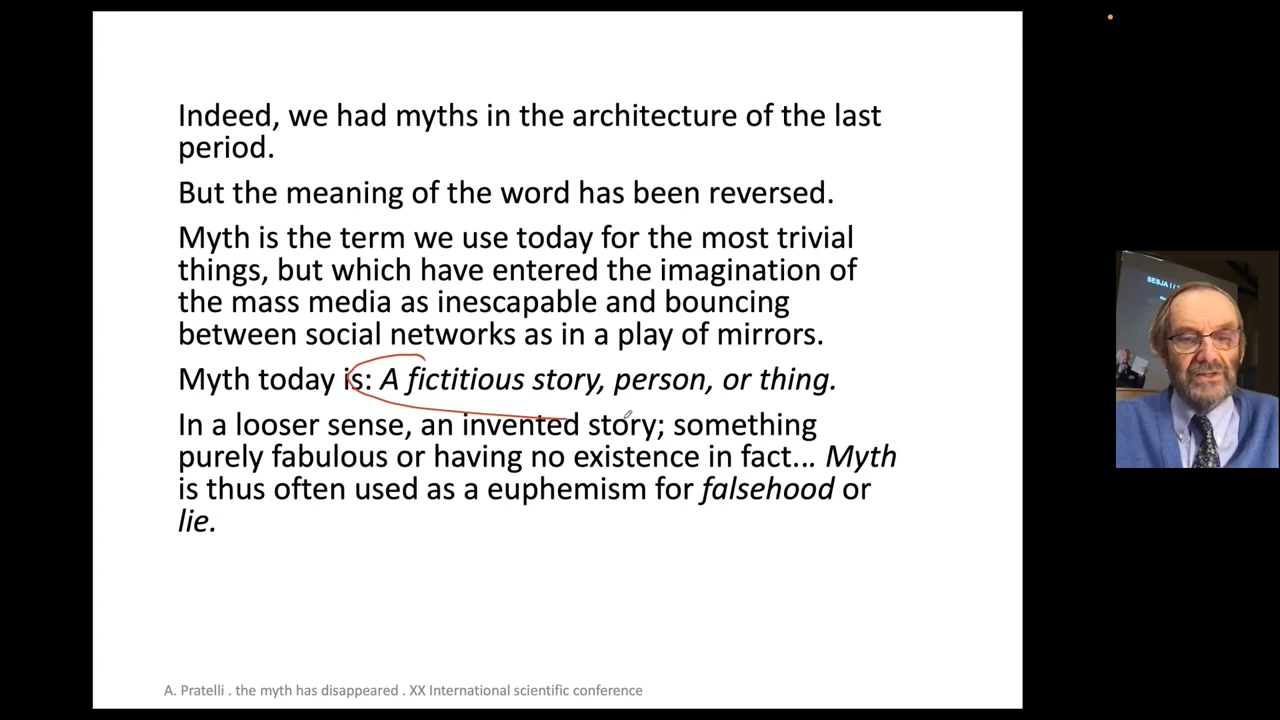 Indeed, we had myths in the architecture of the last
period.
But the meaning of the word has been reversed.
Myth is the term we use today for the most trivial
things, but which have entered the imagination of
the mass media as inescapable and bouncing
between social networks as in a play of mirrors.
Myth today is: A fictitious story, person, or thing.
In a looser sense, an invented story; something
purely fabulous or having no existence in fact... Myth
is thus often used as a euphemism for falsehood or
lie.
A. Pratelli . the myth has disappeared . XX International scientific conference
SESJA I /